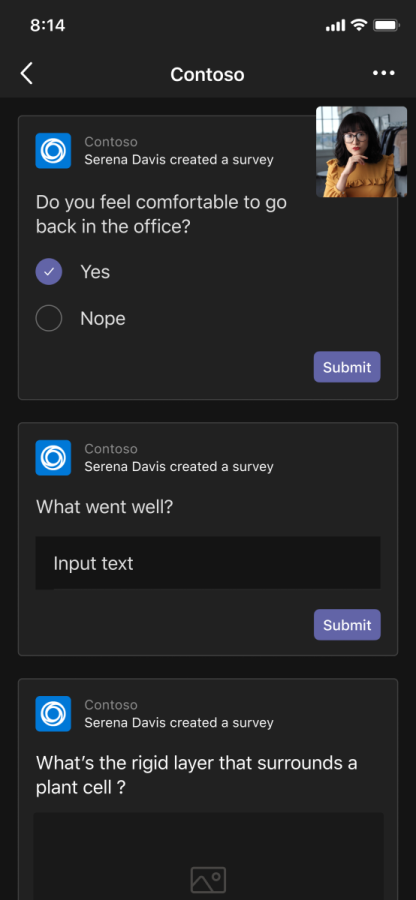 8:14
Contoso
Contoso
Serena Davis created a survey
Do you feel comfortable to go
back in the office?
Yes
Nope
Submit
Contoso
Serena Davis created a survey
What went well?
Input text
Submit
Contoso
Serena Davis created a survey
What's the rigid layer that surrounds a
plant cell ?